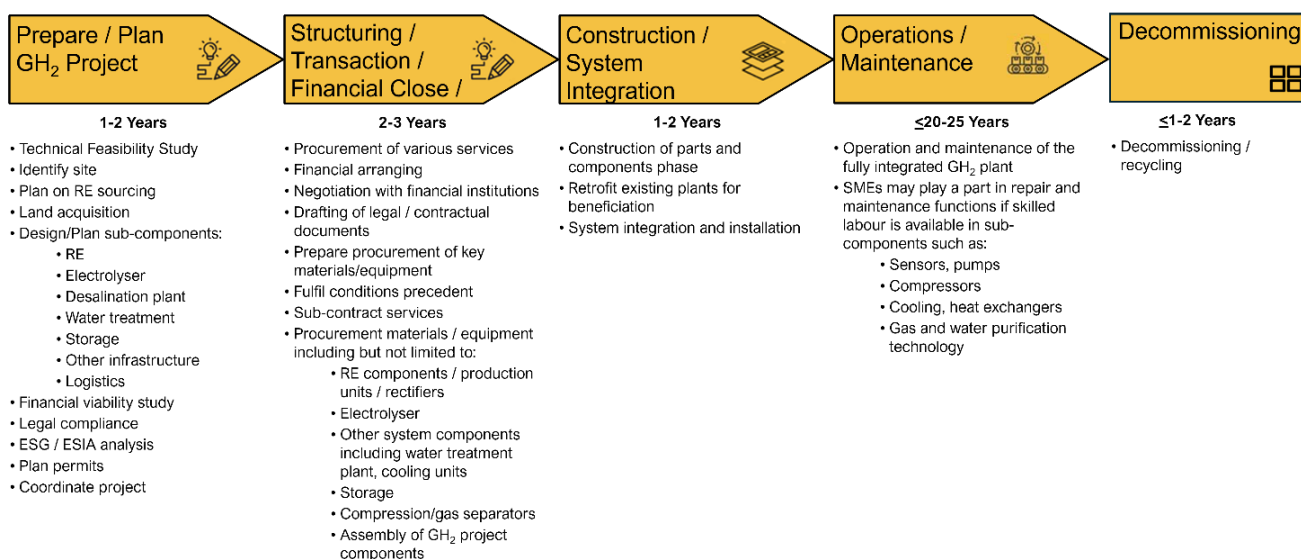 Prepare / Plan
GH₂ Project
1-2 Years
• Technical Feasibility Study
• Identify site
• Plan on RE sourcing
• Land acquisition
• Design/Plan sub-components:
• RE
• Electrolyser
• Desalination plant
• Water treatment
• Storage
• Other infrastructure
• Logistics
• Financial viability study
• Legal compliance
• ESG / ESIA analysis
• Plan permits
• Coordinate project
Structuring /
Transaction /
Financial Close /
2-3 Years
• Procurement of various services
• Financial arranging
• Negotiation with financial institutions
• Drafting of legal / contractual
documents
• Prepare procurement of key
materials/equipment
• Fulfil conditions precedent
• Sub-contract services
• Procurement materials / equipment
including but not limited to:
• RE components / production
units / rectifiers
• Electrolyser
• Other system components
including water treatment
plant, cooling units
• Storage
• Compression/gas separators
• Assembly of GH₂ project
components
Construction /
System
Integration
1-2 Years
• Construction of parts and
components phase
• Retrofit existing plants for
beneficiation
• System integration and installation
Operations /
Maintenance
≤20-25 Years
• Operation and maintenance of the
fully integrated GH₂ plant
• SMEs may play a part in repair and
maintenance functions if skilled
labour is available in sub-
components such as:
• Sensors, pumps
• Compressors
• Cooling, heat exchangers
• Gas and water purification
technology
Decommissioning
≤1-2 Years
• Decommissioning /
recycling